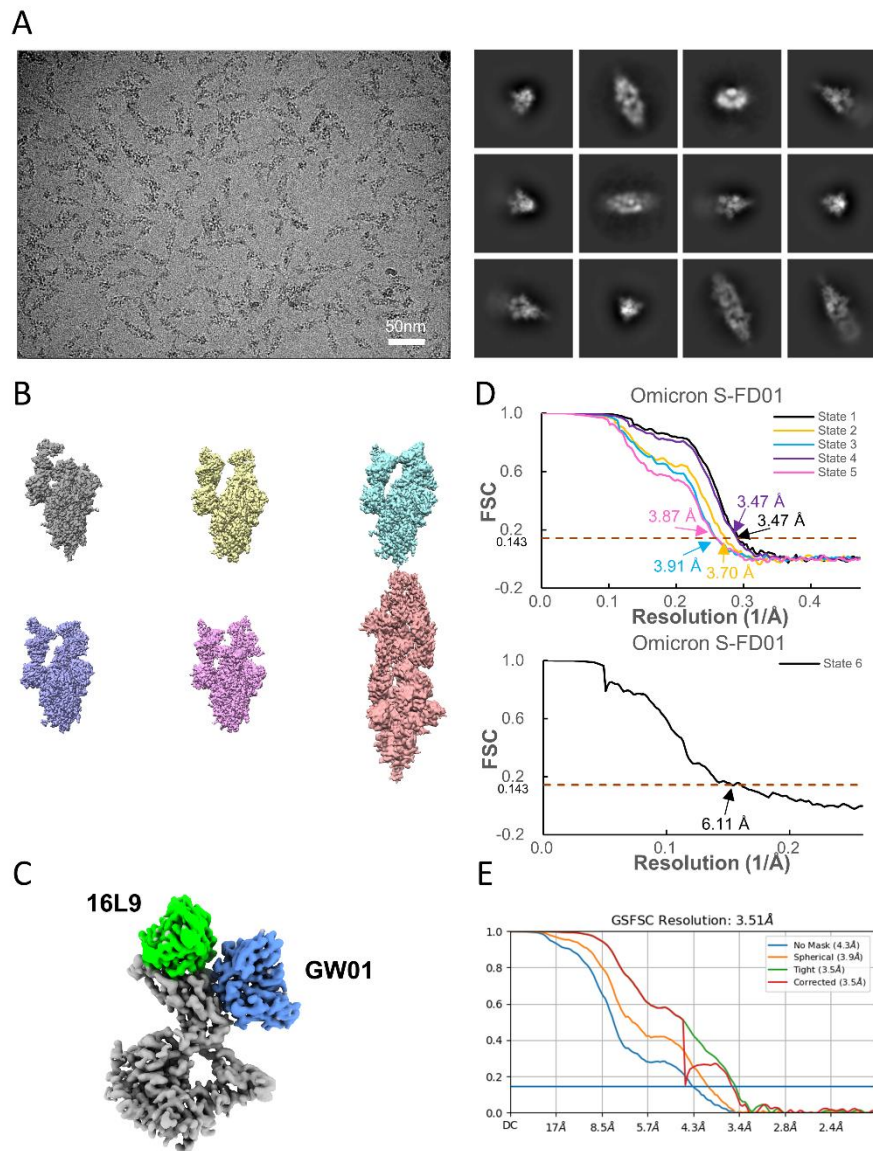 A
50nm
B
D
Omicron S-FD01
1.0
0.6
0.2
0.143
-0.2
FSC
State 1
State 2
State 3
State 4
State 5
3.47 Å
3.47 Å
3.87 Å
3.91 Å
3.70 Å
0.0
0.1
0.2
0.3
0.4
Resolution (1/Å)
Omicron S-FD01
1.0
0.6
0.2
0.143
-0.2
FSC
State 6
6.11 Å
0.0
0.1
0.2
Resolution (1/Å)
C
16L9
GW01
E
GSFSC Resolution: 3.51Å
1.0
0.8
0.6
0.4
0.2
0.0
No Mask (4.3Å)
Spherical (3.9Å)
Tight (3.5Å)
Corrected (3.5Å)
DC
17Å
8.5Å
5.7Å
4.3Å
3.4Å
2.8Å
2.4Å